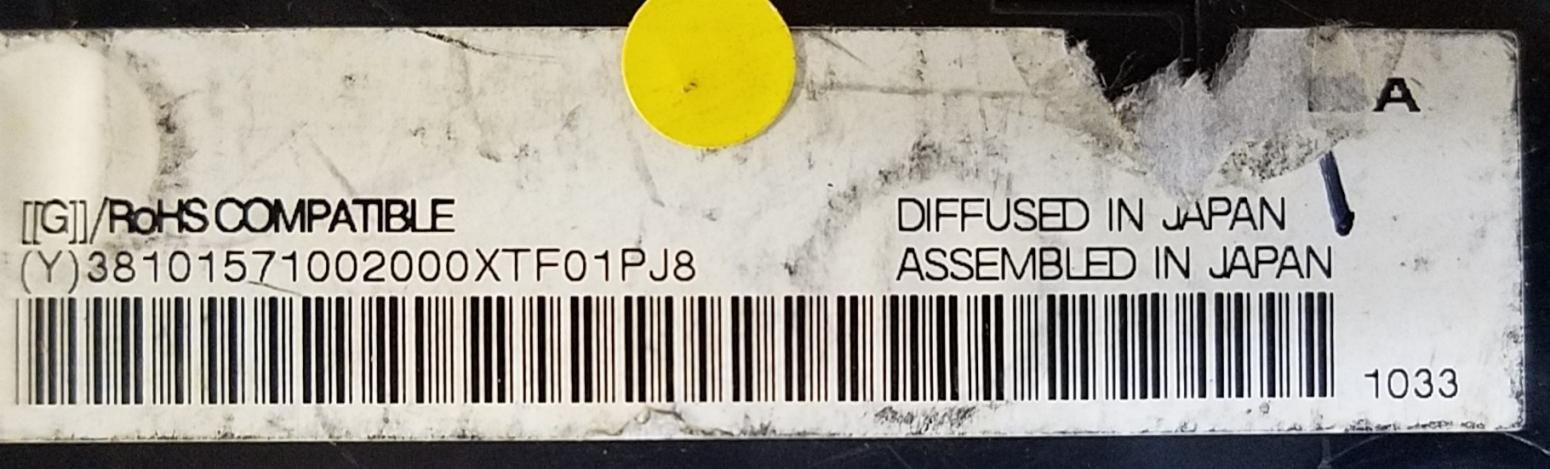 A
[[G]]/RoHS COMPATIBLE
DIFFUSED IN JAPAN
(Y)38101571002000XTF01PJ8
ASSEMBLED IN JAPAN
1033